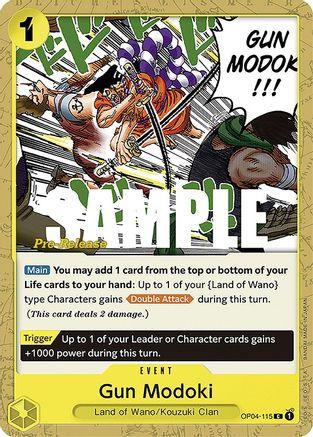 1
GUN
MODOKI
!!!
SAMPLE
Pre-Release
Main You may add 1 card from the top or bottom of your
Life cards to your hand: Up to 1 of your {Land of Wano}
type Characters gains Double Attack during this turn.
(This card deals 2 damage.)
Trigger Up to 1 of your Leader or Character cards gains
+1000 power during this turn.
EVENT
Gun Modoki
Land of Wano/Kouzuki Clan
OP04-115 C 1